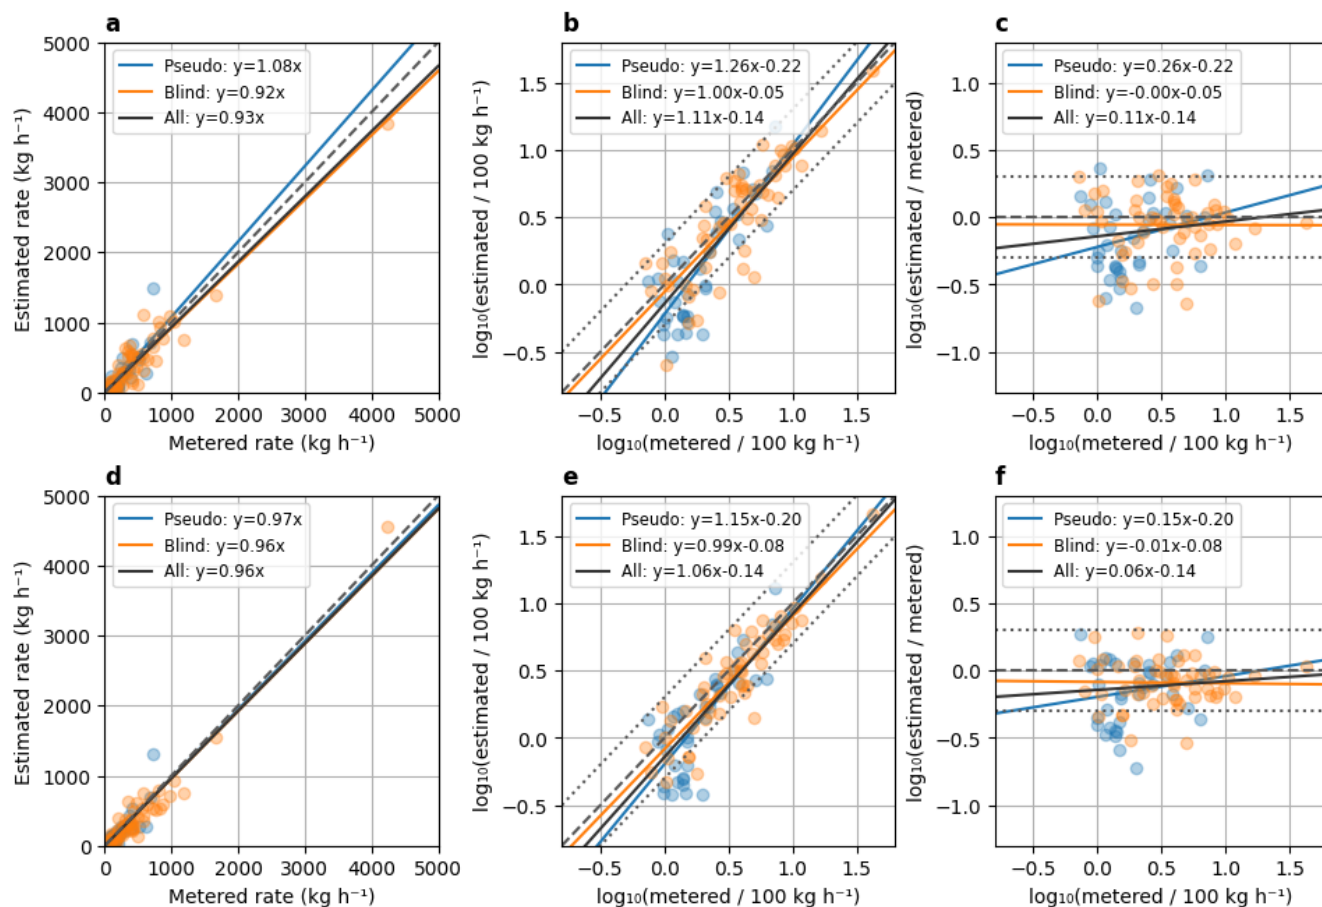 a
5000
4000
3000
2000
1000
0
Estimated rate (kg h⁻¹)
Pseudo: y=1.08x
Blind: y=0.92x
All: y=0.93x
0 1000 2000 3000 4000 5000
Metered rate (kg h⁻¹)
b
1.5
1.0
0.5
0.0
−0.5
log₁₀(estimated / 100 kg h⁻¹)
Pseudo: y=1.26x-0.22
Blind: y=1.00x-0.05
All: y=1.11x-0.14
−0.5 0.0 0.5 1.0 1.5
log₁₀(metered / 100 kg h⁻¹)
c
1.0
0.5
0.0
−0.5
−1.0
log₁₀(estimated / metered)
Pseudo: y=0.26x-0.22
Blind: y=-0.00x-0.05
All: y=0.11x-0.14
−0.5 0.0 0.5 1.0 1.5
log₁₀(metered / 100 kg h⁻¹)
d
5000
4000
3000
2000
1000
0
Estimated rate (kg h⁻¹)
Pseudo: y=0.97x
Blind: y=0.96x
All: y=0.96x
0 1000 2000 3000 4000 5000
Metered rate (kg h⁻¹)
e
1.5
1.0
0.5
0.0
−0.5
log₁₀(estimated / 100 kg h⁻¹)
Pseudo: y=1.15x-0.20
Blind: y=0.99x-0.08
All: y=1.06x-0.14
−0.5 0.0 0.5 1.0 1.5
log₁₀(metered / 100 kg h⁻¹)
f
1.0
0.5
0.0
−0.5
−1.0
log₁₀(estimated / metered)
Pseudo: y=0.15x-0.20
Blind: y=-0.01x-0.08
All: y=0.06x-0.14
−0.5 0.0 0.5 1.0 1.5
log₁₀(metered / 100 kg h⁻¹)